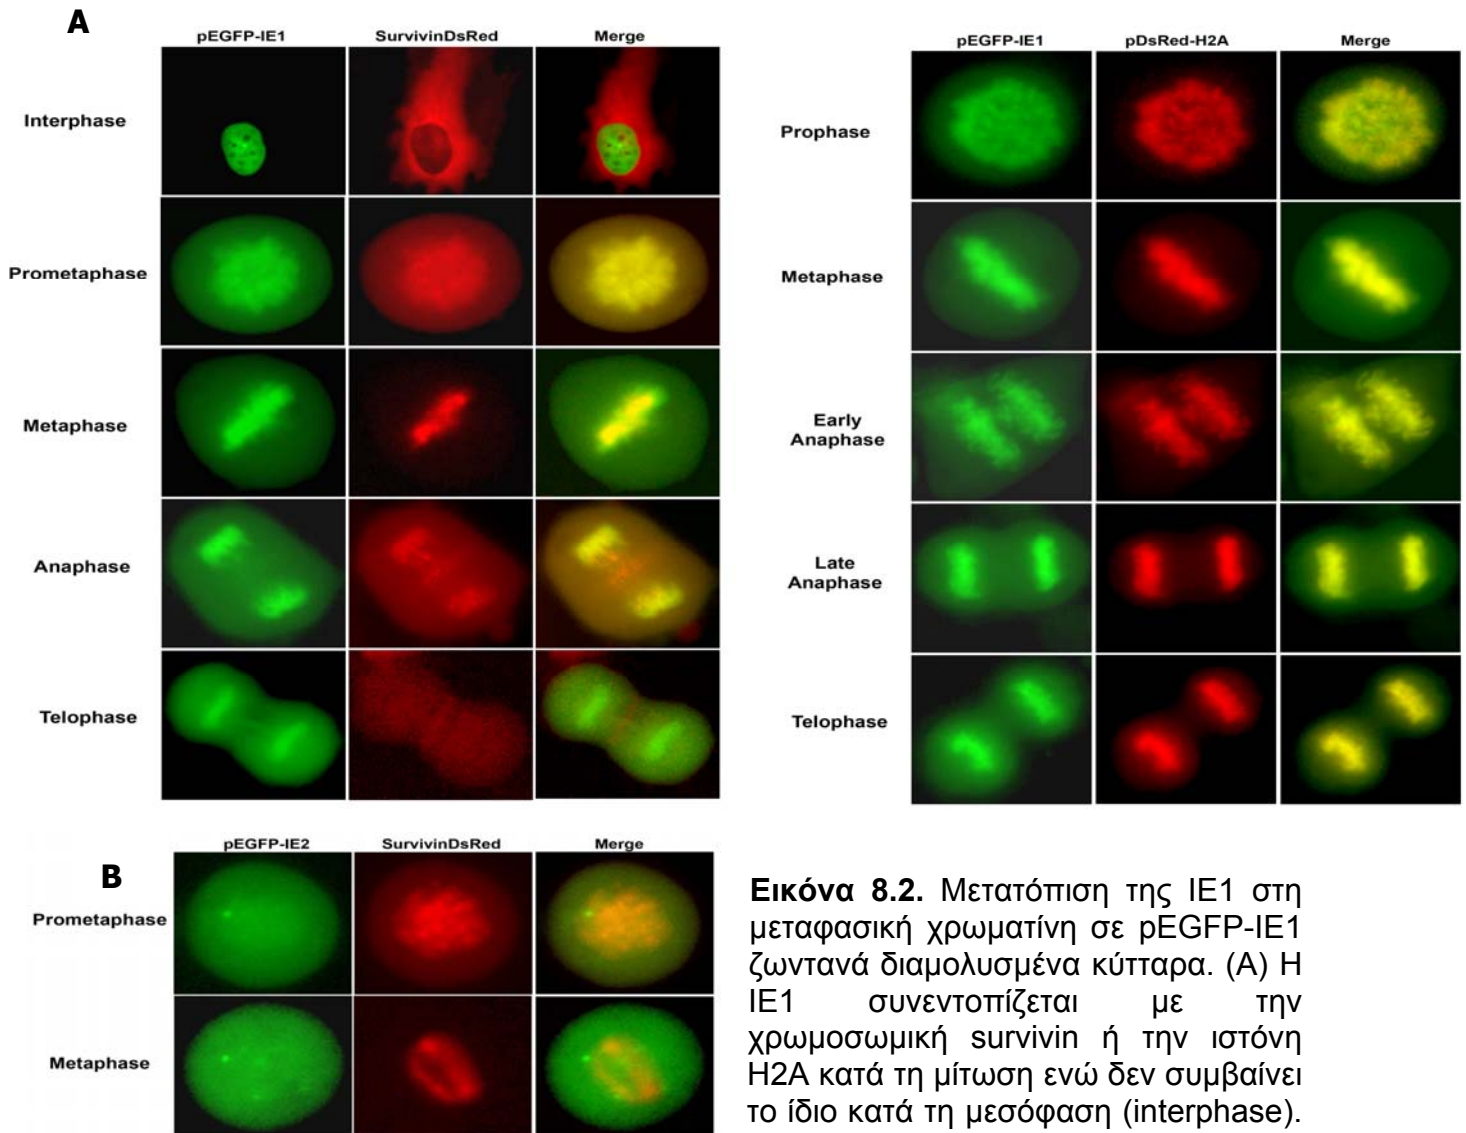 A
pEGFP-IE1 SurvivinDsRed Merge
Interphase
Prometaphase
Metaphase
Anaphase
Telophase
pEGFP-IE1 pDsRed-H2A Merge
Prophase
Metaphase
Early
Anaphase
Late
Anaphase
Telophase
B
pEGFP-IE2 SurvivinDsRed Merge
Prometaphase
Metaphase
Εικόνα 8.2. Μετατόπιση της ΙΕ1 στη
μεταφασική χρωματίνη σε pEGFP-IE1
ζωντανά διαμολυσμένα κύτταρα. (Α) Η
ΙΕ1 συνεντοπίζεται με την
χρωμοσωμική survivin ή την ιστόνη
Η2Α κατά τη μίτωση ενώ δεν συμβαίνει
το ίδιο κατά τη μεσόφαση (interphase).